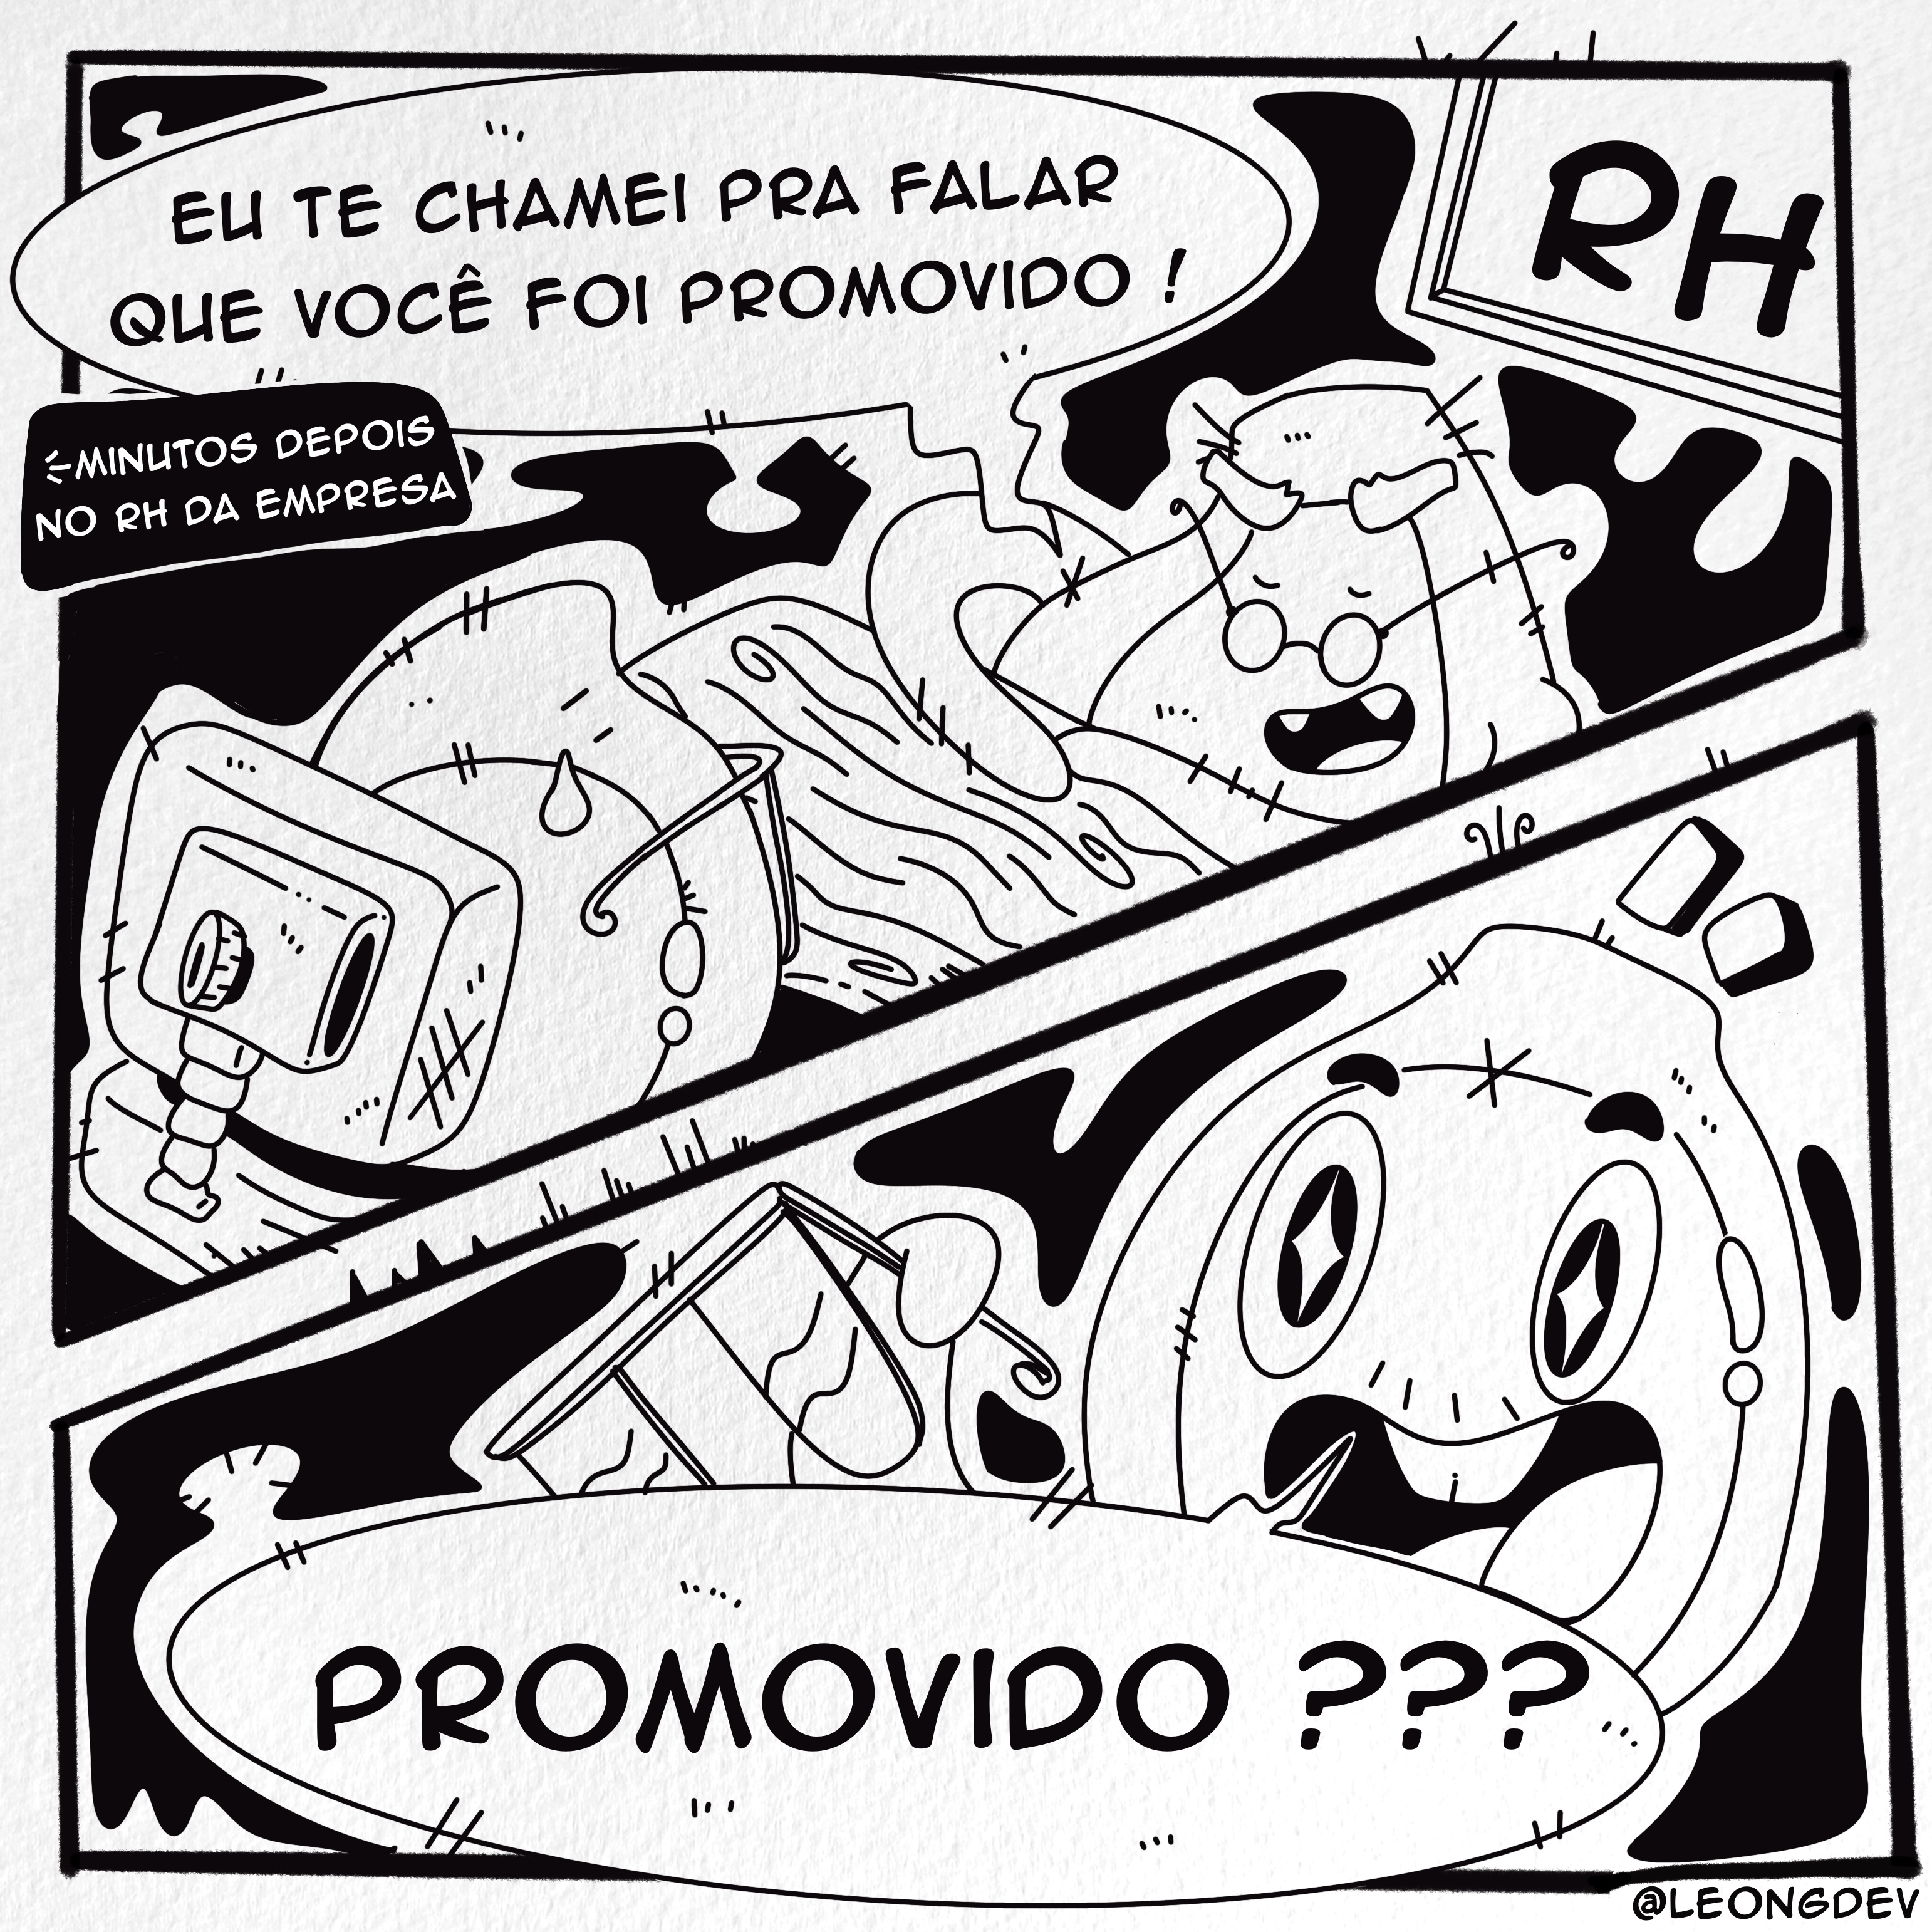 EU TE CHAMEI PRA FALAR
QUE VOCÊ FOI PROMOVIDO !
RH
MINUTOS DEPOIS
NO RH DA EMPRESA
PROMOVIDO ???
@LEONGDEV